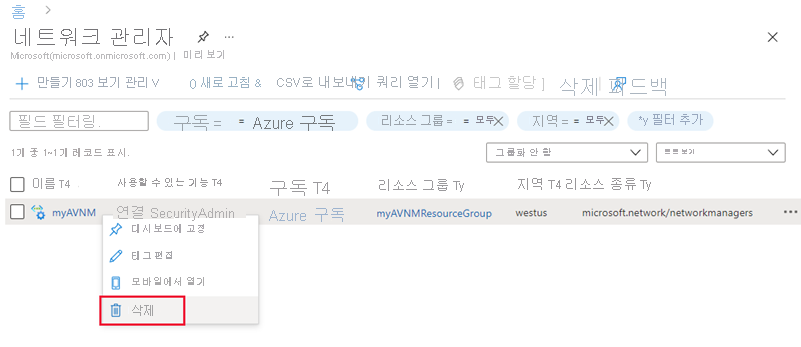 홈
네트워크 관리자
Microsoft(microsoft.onmicrosoft.com) | 미리 보기
만들기 803 보기 관리 V () 새로 고침 & CSV로 내보내기 쿼리 열기 | 태그 할당 | 삭제 | 피드백
필드 필터링. 구독 = = Azure 구독 리소스 그룹 = = 모두 지역 = = 모두 *y 필터 추가
1개 중 1~1개 레코드 표시. 그룹화 안 함 목록 보기
이름 T4 사용할 수 있는 기능 T4 구독 T4 리소스 그룹 Ty 지역 T4 리소스 종류 Ty
myAVNM 연결 SecurityAdmin Azure 구독 myAVNMResourceGroup westus microsoft.network/networkmanagers
대시보드에 고정
태그 편집
모바일에서 열기
삭제